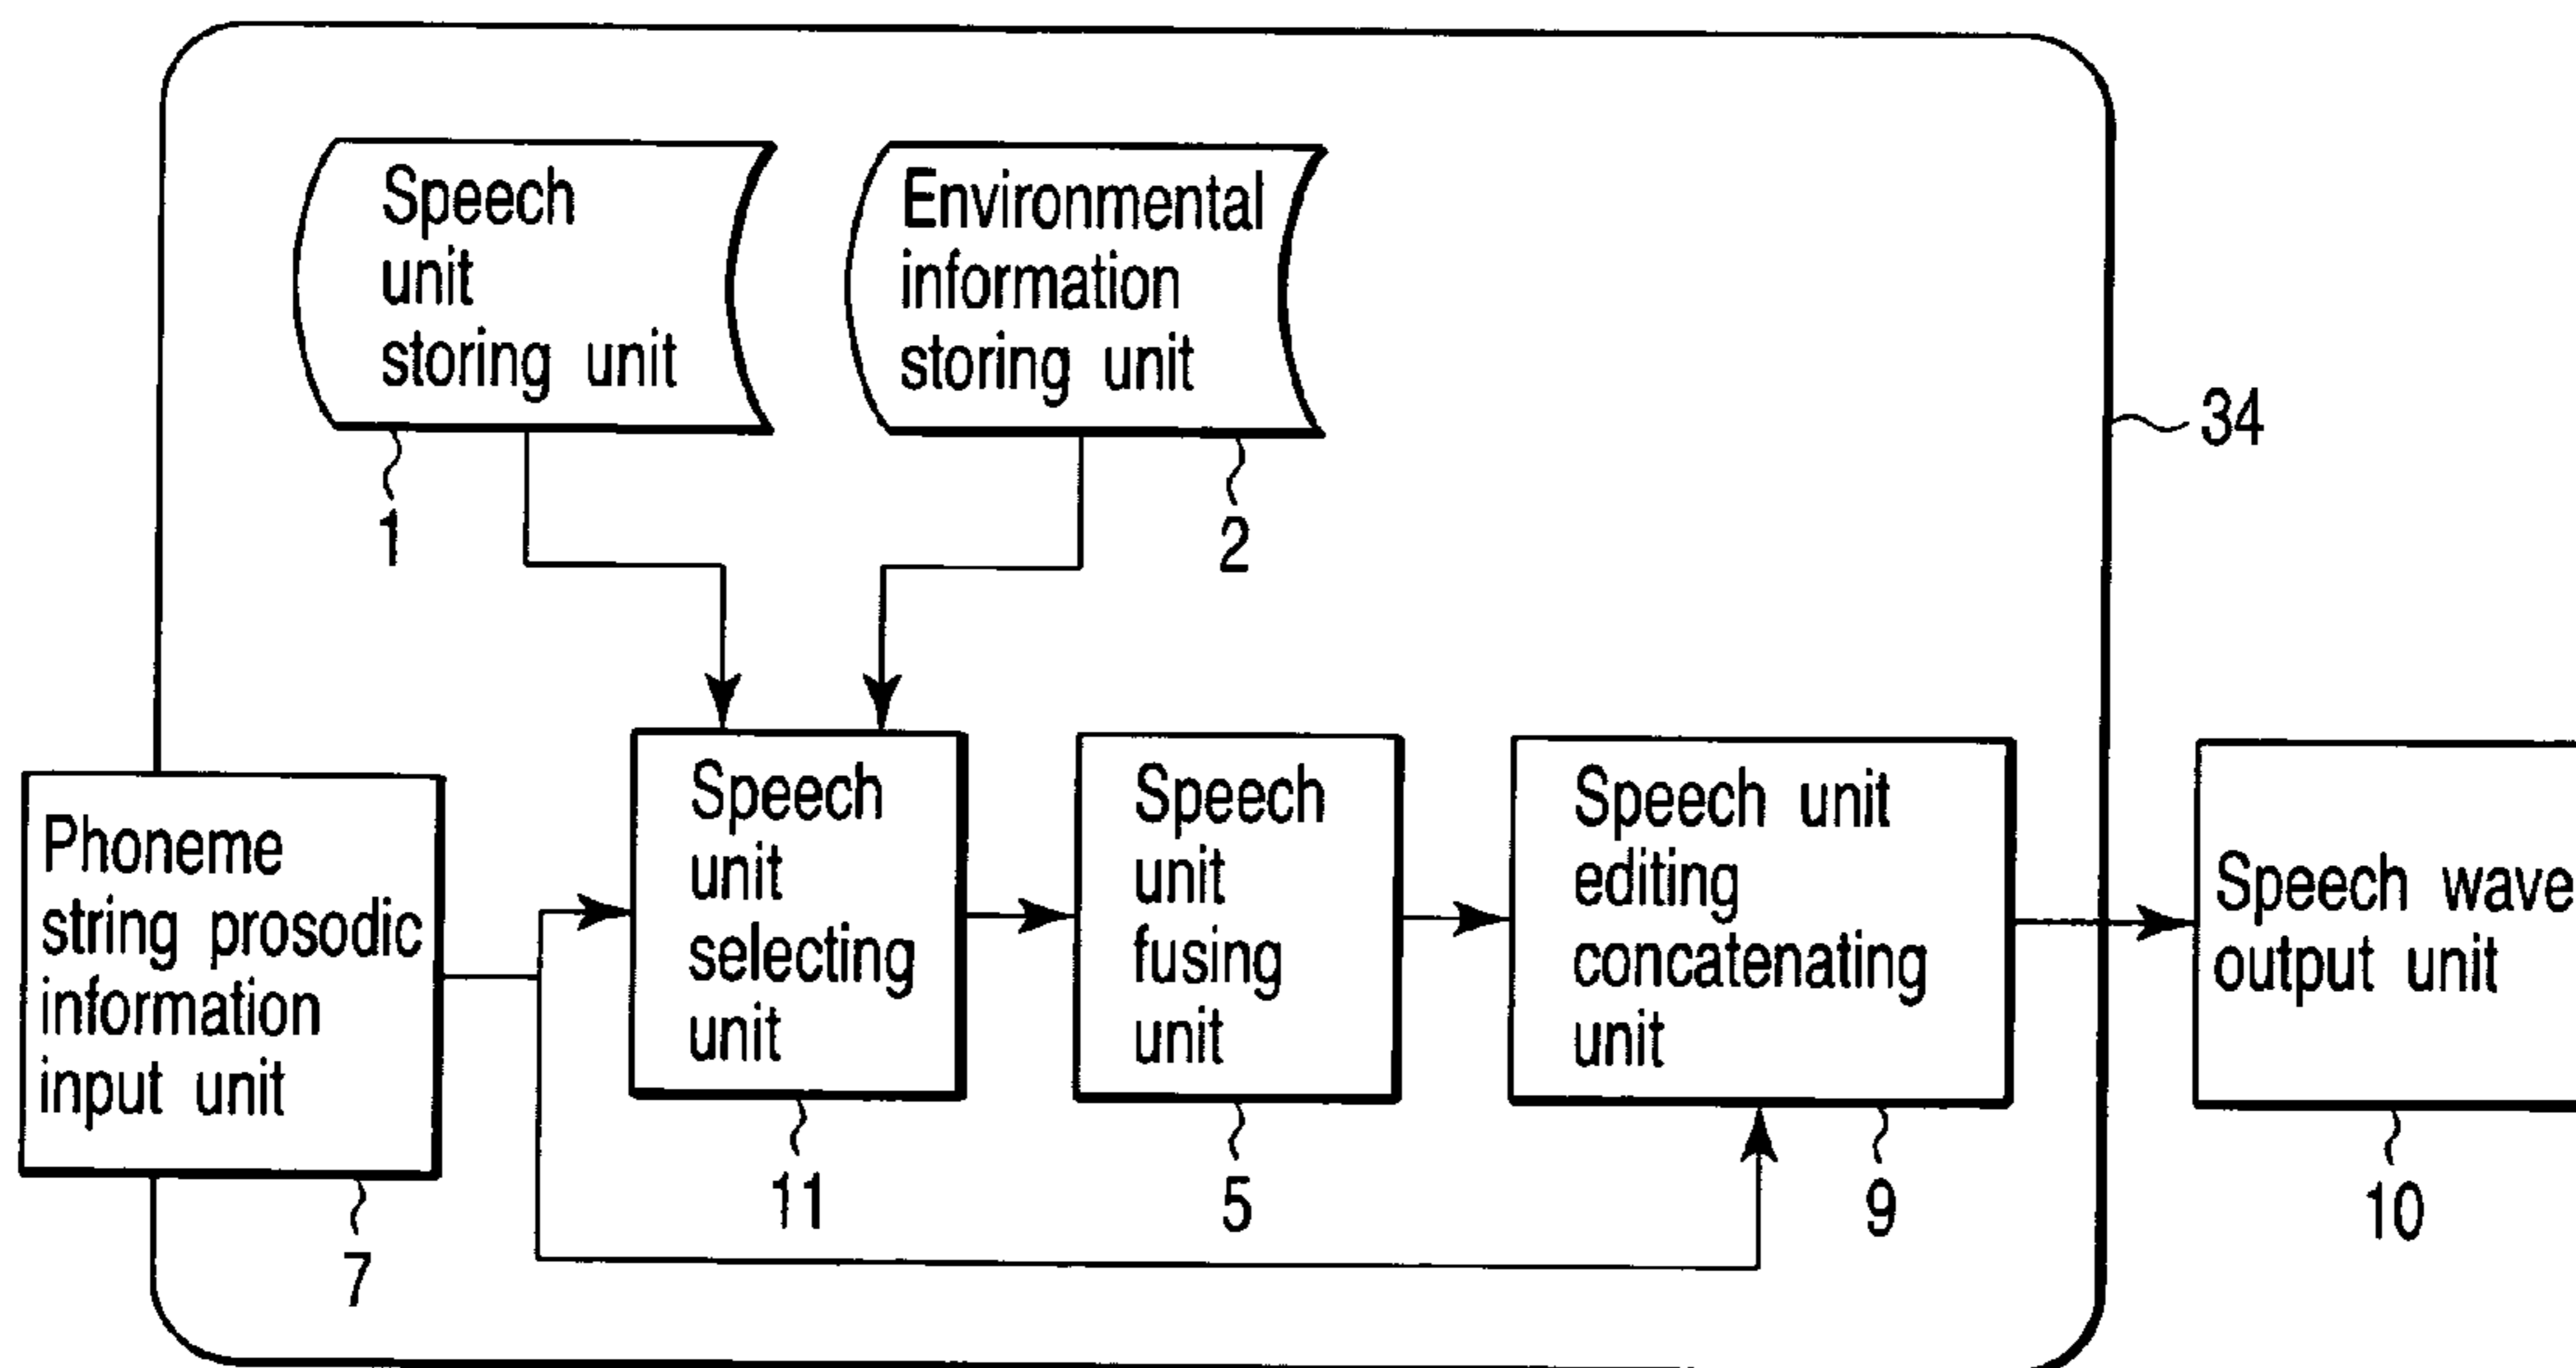 Speech
unit
storing unit
1
Environmental
information
storing unit
2
34
Phoneme
string prosodic
information
input unit
7
Speech
unit
selecting
unit
11
Speech
unit
fusing
unit
5
Speech unit
editing
concatenating
unit
9
Speech wave
output unit
10